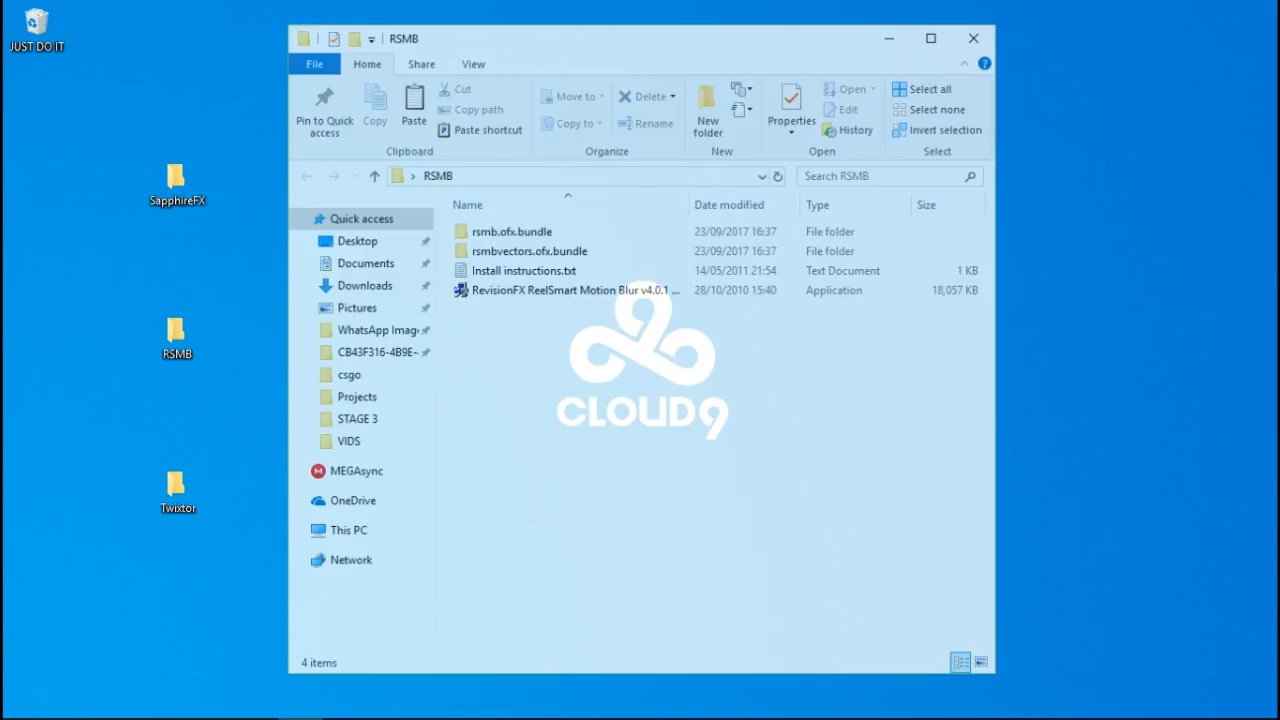 JUST DO IT
SapphireFX
RSMB
Twixtor
RSMB
File Home Share View
Pin to Quick access
Copy
Paste
Cut
Copy path
Paste shortcut
Clipboard
Move to
Copy to
Delete
Rename
Organize
New folder
New
Properties
Open
Edit
History
Open
Select all
Select none
Invert selection
Select
RSMB
Search RSMB
Name Date modified Type Size
rsmb.ofx.bundle 23/09/2017 16:37 File folder
rsmbvectors.ofx.bundle 23/09/2017 16:37 File folder
Install instructions.txt 14/05/2011 21:54 Text Document 1 KB
RevisionFX ReelSmart Motion Blur v4.0.1 ... 28/10/2010 15:40 Application 18,057 KB
Quick access
Desktop
Documents
Downloads
Pictures
WhatsApp Imag
CB43F316-4B9E-
csgo
Projects
STAGE 3
VIDS
MEGAsync
OneDrive
This PC
Network
CLOUD9
4 items